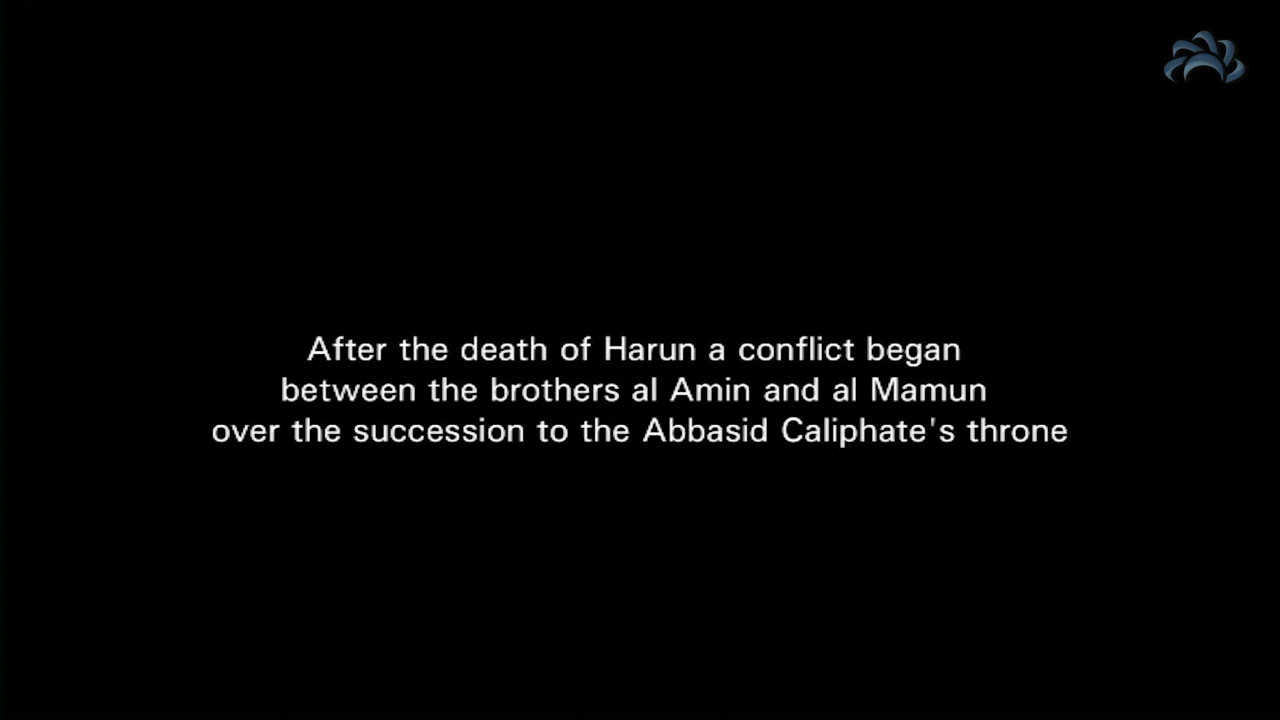 After the death of Harun a conflict began
between the brothers al Amin and al Mamun
over the succession to the Abbasid Caliphate's throne